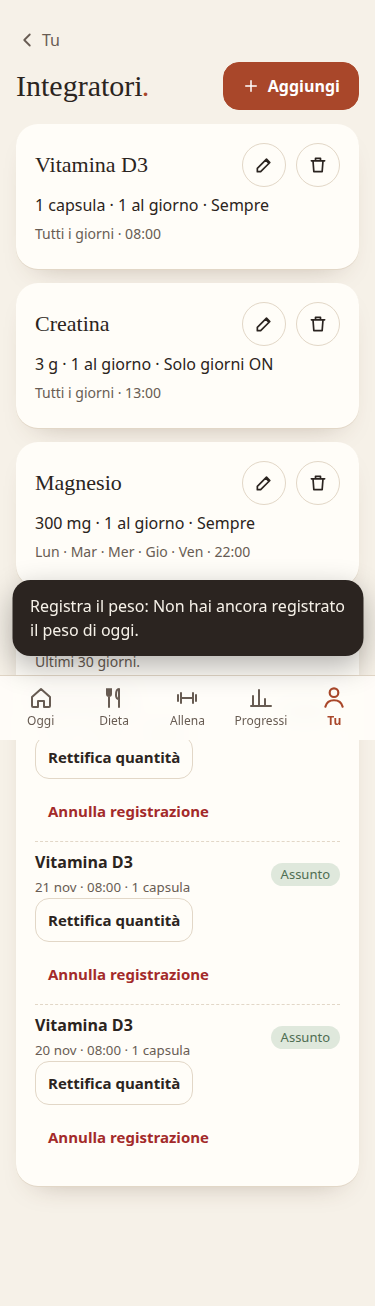 Tu
Integratori.
Aggiungi
Vitamina D3
1 capsula · 1 al giorno · Sempre
Tutti i giorni · 08:00
Creatina
3 g · 1 al giorno · Solo giorni ON
Tutti i giorni · 13:00
Magnesio
300 mg · 1 al giorno · Sempre
Lun · Mar · Mer · Gio · Ven · 22:00
Registra il peso: Non hai ancora registrato
il peso di oggi.
Ultimi 30 giorni.
Oggi
Dieta
Allena
Progressi
Tu
Rettifica quantità
Annulla registrazione
Vitamina D3
21 nov · 08:00 · 1 capsula
Assunto
Rettifica quantità
Annulla registrazione
Vitamina D3
20 nov · 08:00 · 1 capsula
Assunto
Rettifica quantità
Annulla registrazione